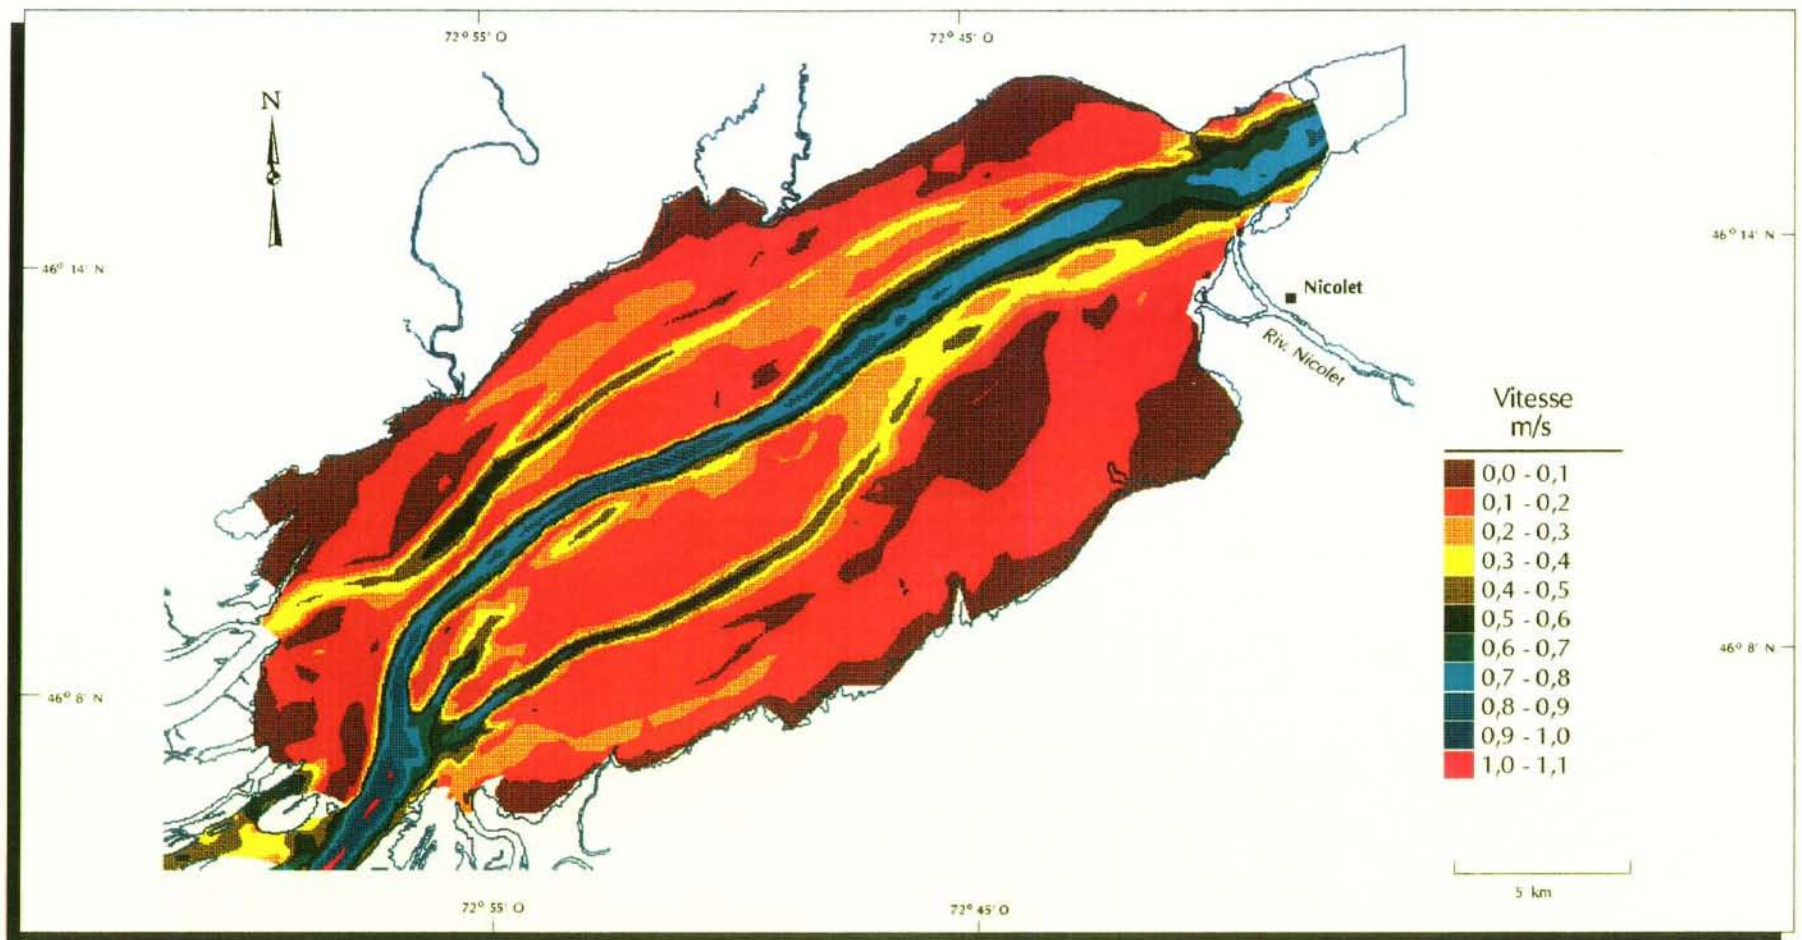 72° 55' O
72° 45' O
N
46° 14' N
46° 14' N
Nicolet
Riv. Nicolet
Vitesse
m/s
0,0 - 0,1
0,1 - 0,2
0,2 - 0,3
0,3 - 0,4
0,4 - 0,5
0,5 - 0,6
0,6 - 0,7
0,7 - 0,8
0,8 - 0,9
0,9 - 1,0
1,0 - 1,1
46° 8' N
46° 8' N
5 km
72° 55' O
72° 45' O